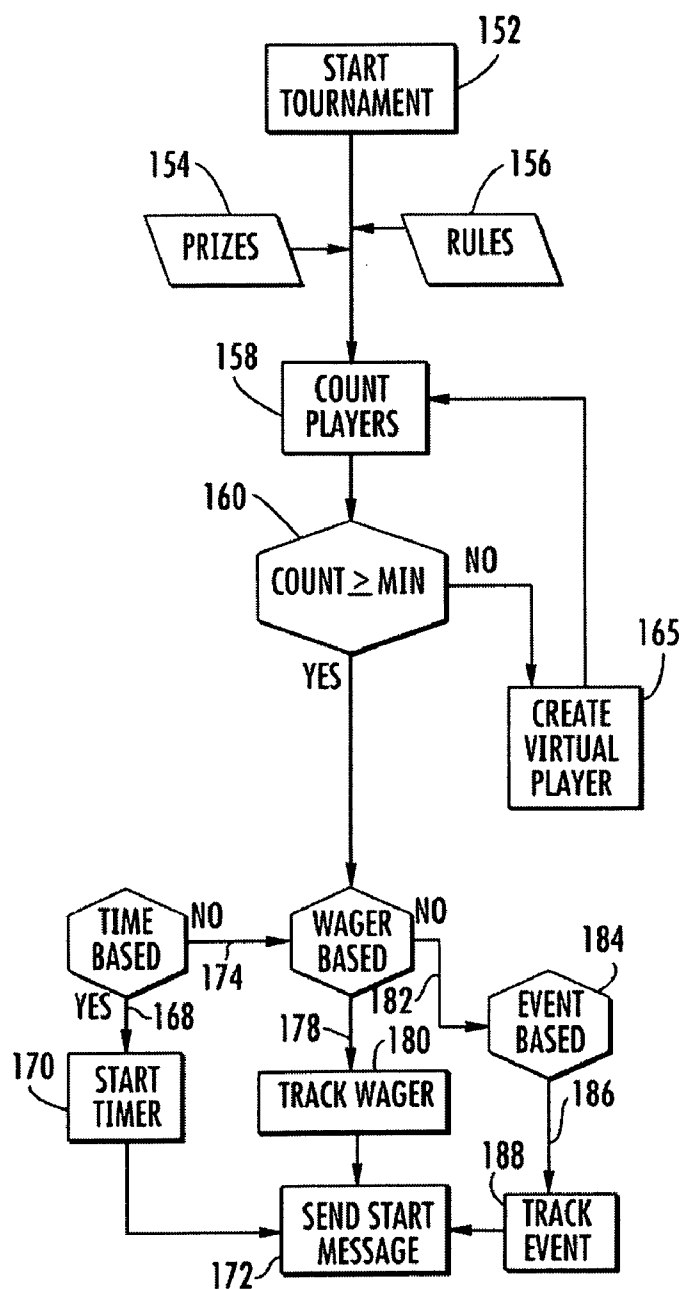 152
START
TOURNAMENT
154
156
PRIZES
RULES
158
COUNT
PLAYERS
160
COUNT ≥ MIN
NO
YES
165
CREATE
VIRTUAL
PLAYER
TIME
BASED
NO
174
WAGER
BASED
NO
182
184
EVENT
BASED
YES
168
178
180
186
170
START
TIMER
TRACK WAGER
188
SEND START
MESSAGE
172
TRACK
EVENT